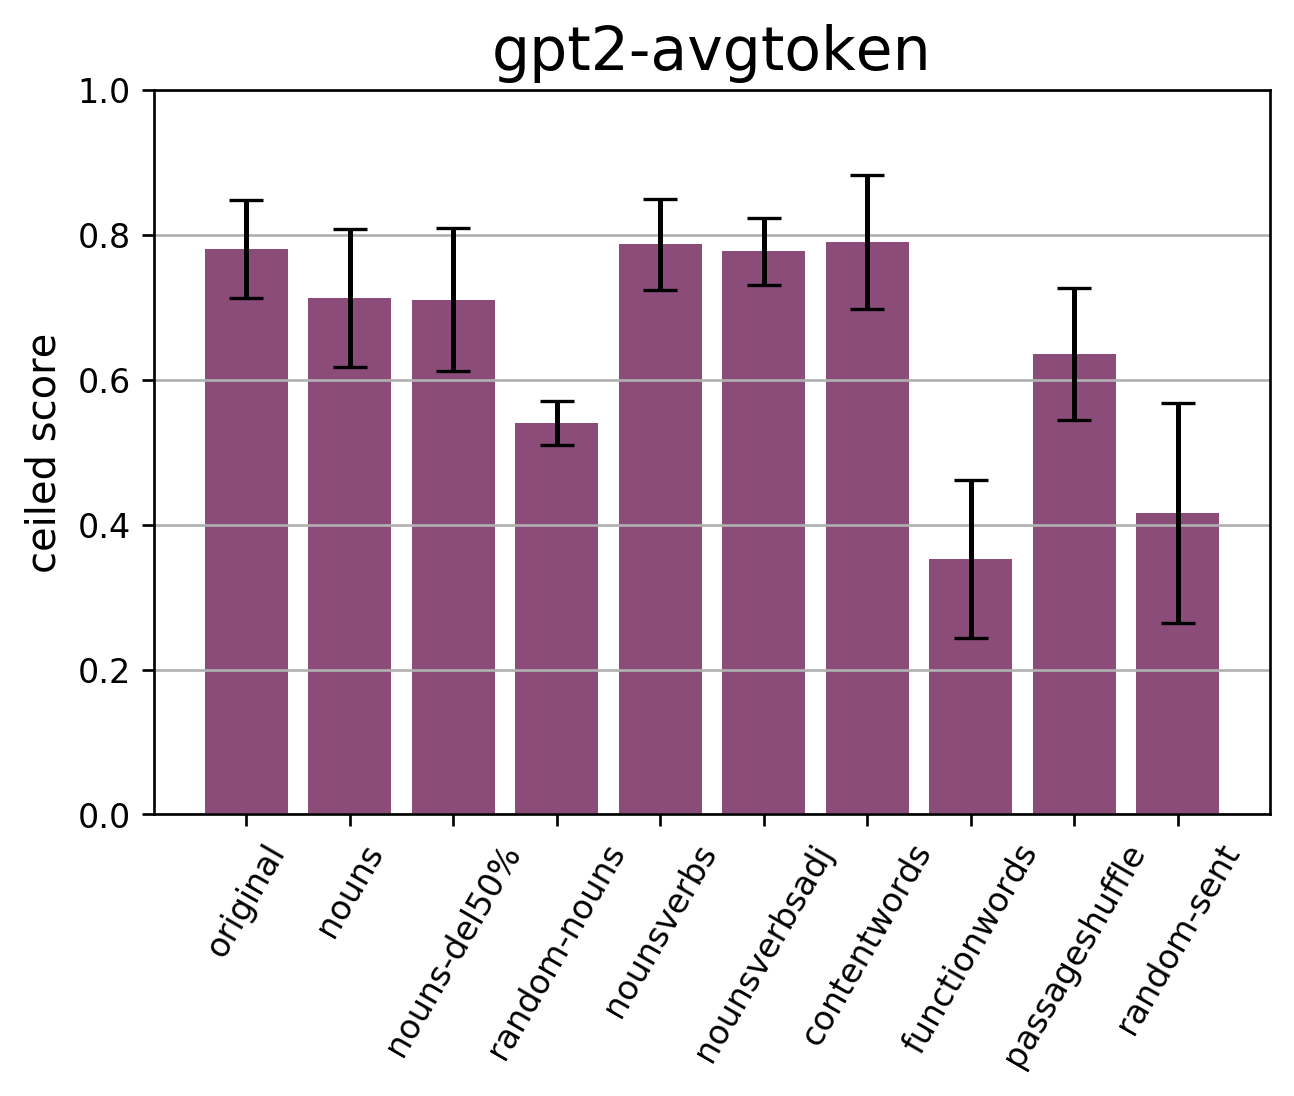 gpt2-avgtoken
1.0
0.8
0.6
0.4
0.2
0.0
ceiled score
original
nouns
nouns-del50%
random-nouns
nounsverbs
nounsverbsadj
contentwords
functionwords
passageshuffle
random-sent